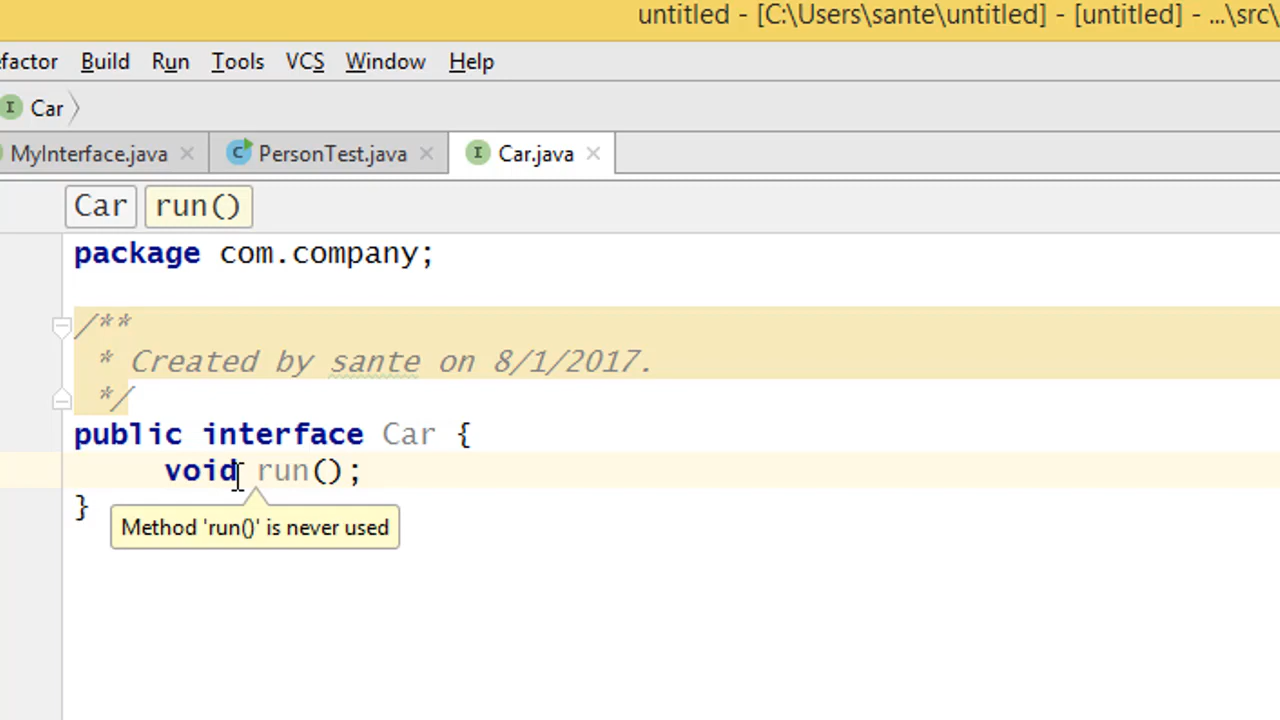 untitled - [C:\Users\sante\untitled] - [untitled] - ...\src\
efactor Build Run Tools VCS Window Help
I Car
MyInterface.java C PersonTest.java I Car.java
Car run()
package com.company;
/**
* Created by sante on 8/1/2017.
*/
public interface Car {
void run();
}
Method 'run()' is never used